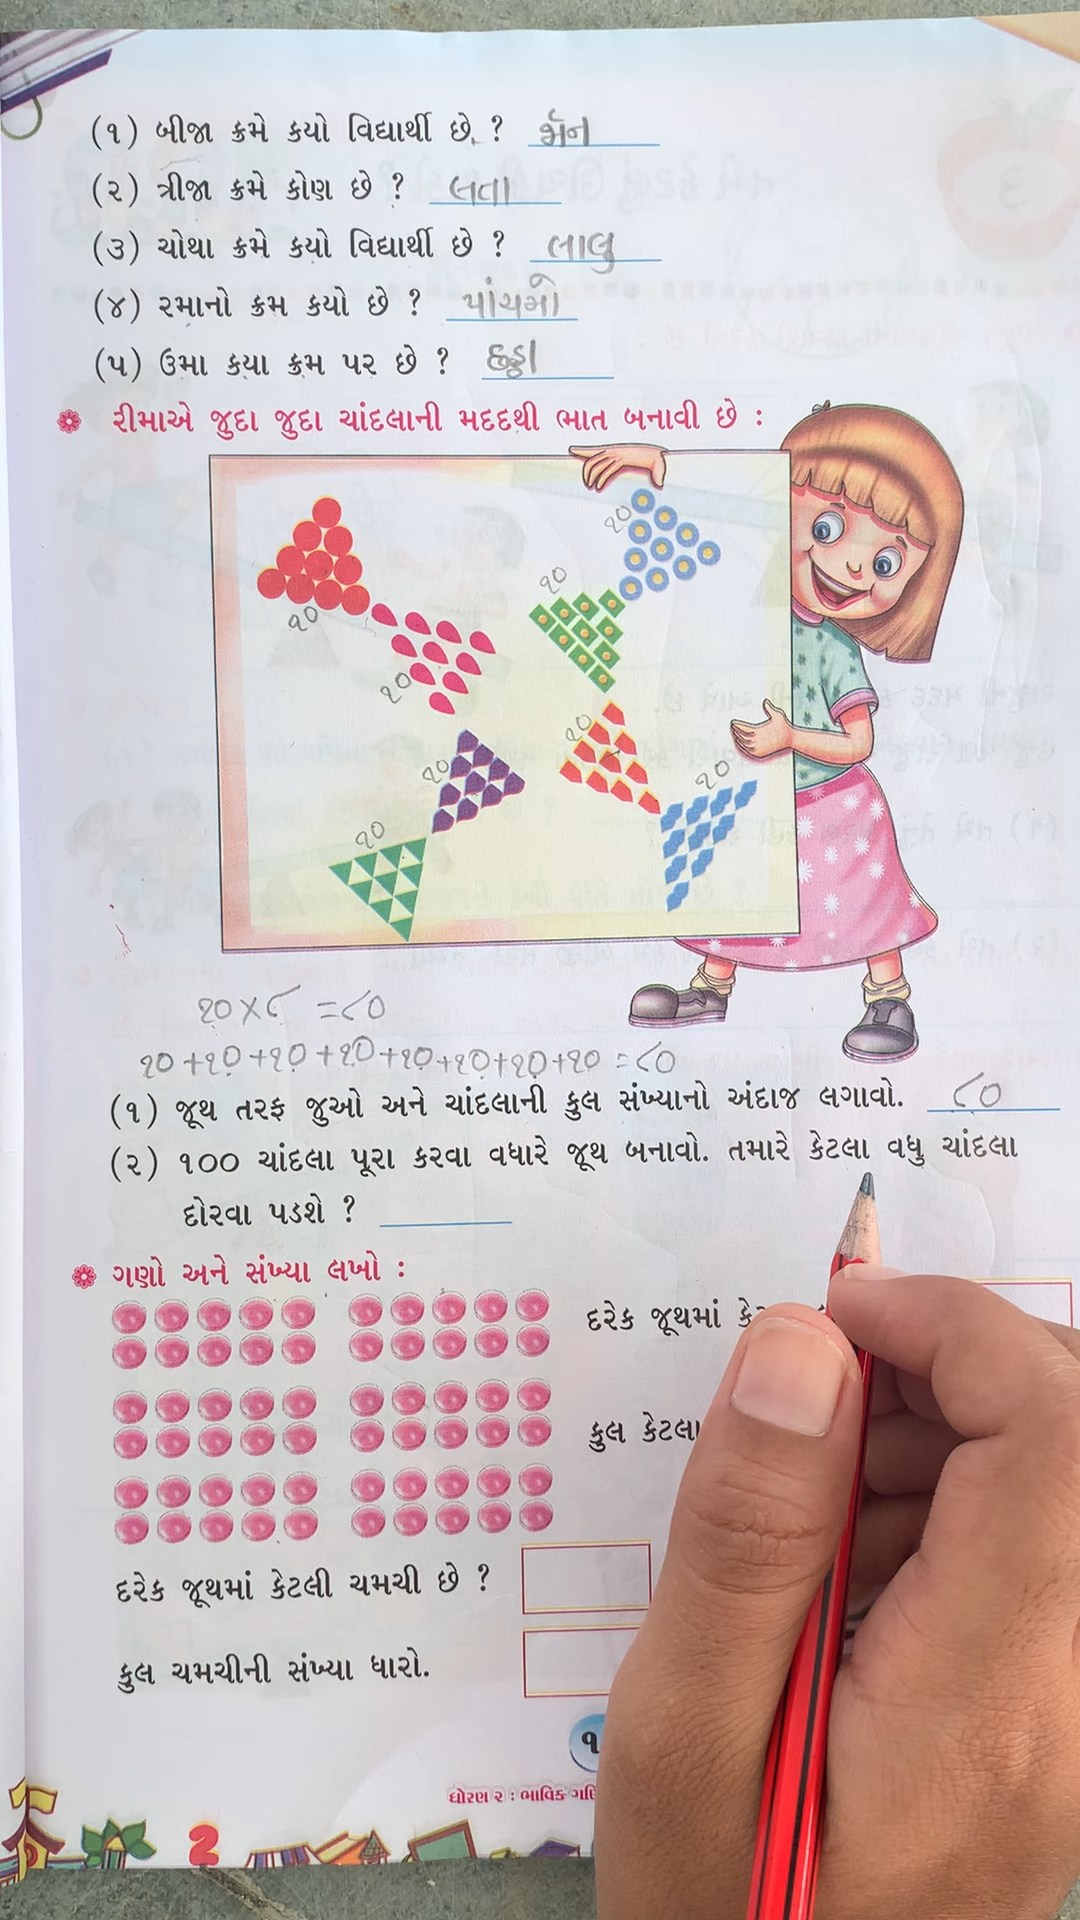 (૧) બીજા ક્રમે કયો વિદ્યાર્થી છે. ? મૅન
(૨) ત્રીજા ક્રમે કોણ છે ? લતા
(૩) ચોથા ક્રમે કયો વિદ્યાર્થી છે ? લાલુ
(૪) રમાનો ક્રમ કયો છે ? પાંચમો
(૫) ઉમા કયા ક્રમ પર છે ? છઠ્ઠા
રીમાએ જુદા જુદા ચાંદલાની મદદથી ભાત બનાવી છે :
૧૦
૧૦
૧૦
૧૦
૧૦
૧૦
૧૦
૧૦
૧૦ × ૮ = ૮૦
૧૦ + ૧૦ + ૧૦ + ૧૦ + ૧૦ + ૧૦ + ૧૦ + ૧૦ = ૮૦
(૧) જૂથ તરફ જુઓ અને ચાંદલાની કુલ સંખ્યાનો અંદાજ લગાવો. ૮૦
(૨) ૧૦૦ ચાંદલા પૂરા કરવા વધારે જૂથ બનાવો. તમારે કેટલા વધુ ચાંદલા
દોરવા પડશે ?
ગણો અને સંખ્યા લખો :
દરેક જૂથમાં
કુલ કેટલા
દરેક જૂથમાં કેટલી ચમચી છે ?
કુલ ચમચીની સંખ્યા ધારો.
ધોરણ ૨ : ભાવિક
2